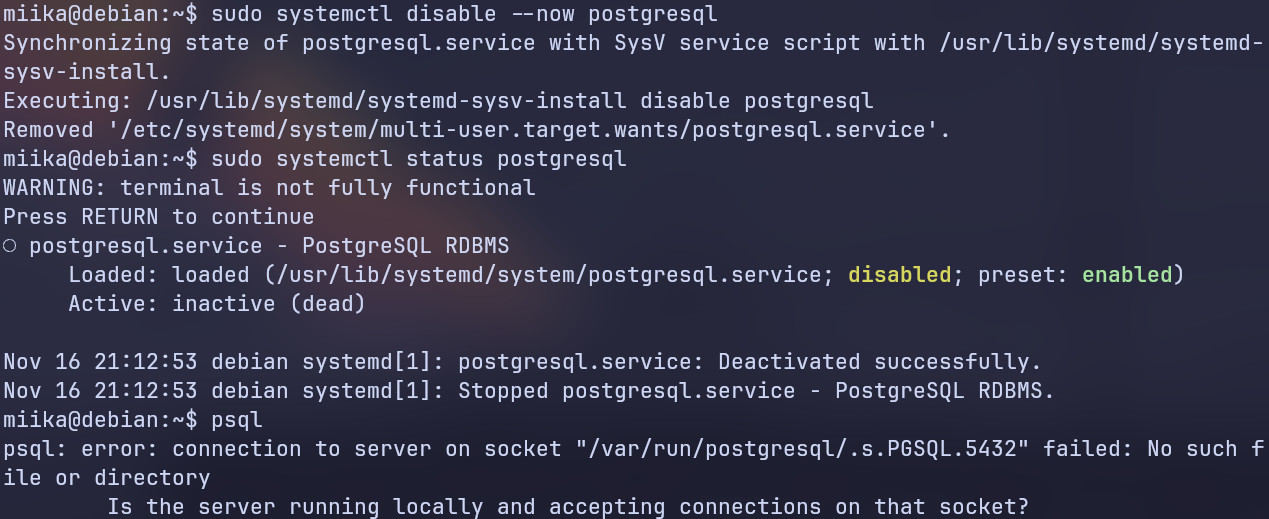 miika@debian:~$ sudo systemctl disable --now postgresql
Synchronizing state of postgresql.service with SysV service script with /usr/lib/systemd/systemd-
sysv-install.
Executing: /usr/lib/systemd/systemd-sysv-install disable postgresql
Removed '/etc/systemd/system/multi-user.target.wants/postgresql.service'.
miika@debian:~$ sudo systemctl status postgresql
WARNING: terminal is not fully functional
Press RETURN to continue
○ postgresql.service - PostgreSQL RDBMS
     Loaded: loaded (/usr/lib/systemd/system/postgresql.service; disabled; preset: enabled)
     Active: inactive (dead)

Nov 16 21:12:53 debian systemd[1]: postgresql.service: Deactivated successfully.
Nov 16 21:12:53 debian systemd[1]: Stopped postgresql.service - PostgreSQL RDBMS.
miika@debian:~$ psql
psql: error: connection to server on socket "/var/run/postgresql/.s.PGSQL.5432" failed: No such f
ile or directory
        Is the server running locally and accepting connections on that socket?